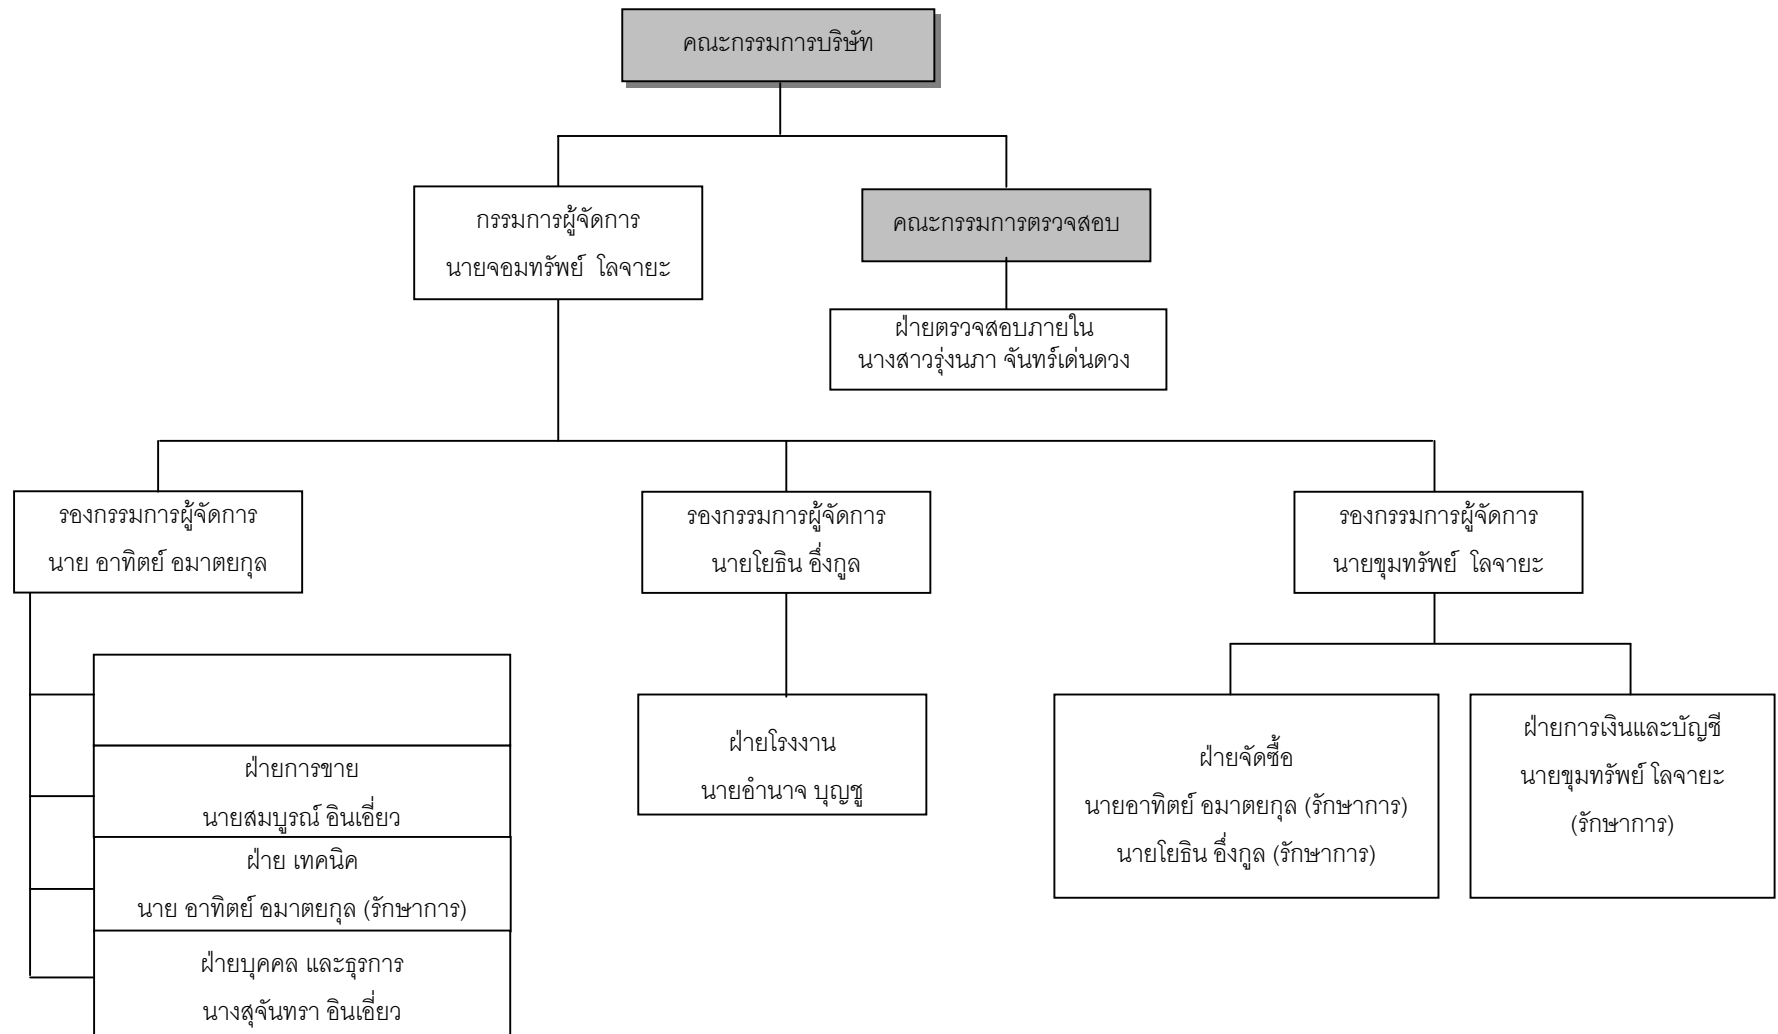 คณะกรรมการบริษัท
กรรมการผู้จัดการ
นายจอมทรัพย์ โลจายะ
คณะกรรมการตรวจสอบ
ฝ่ายตรวจสอบภายใน
นางสาวรุ่งนภา จันทร์เด่นดวง
รองกรรมการผู้จัดการ
นาย อาทิตย์ อมาตยกุล
รองกรรมการผู้จัดการ
นายโยธิน อึ๋งกูล
รองกรรมการผู้จัดการ
นายขุมทรัพย์ โลจายะ
ฝ่ายการขาย
นายสมบูรณ์ อินเอี่ยว
ฝ่าย เทคนิค
นาย อาทิตย์ อมาตยกุล (รักษาการ)
ฝ่ายบุคคล และธุรการ
นางสุจันทรา อินเอี่ยว
ฝ่ายโรงงาน
นายอำนาจ บุญชู
ฝ่ายจัดซื้อ
นายอาทิตย์ อมาตยกุล (รักษาการ)
นายโยธิน อึ๋งกูล (รักษาการ)
ฝ่ายการเงินและบัญชี
นายขุมทรัพย์ โลจายะ
(รักษาการ)